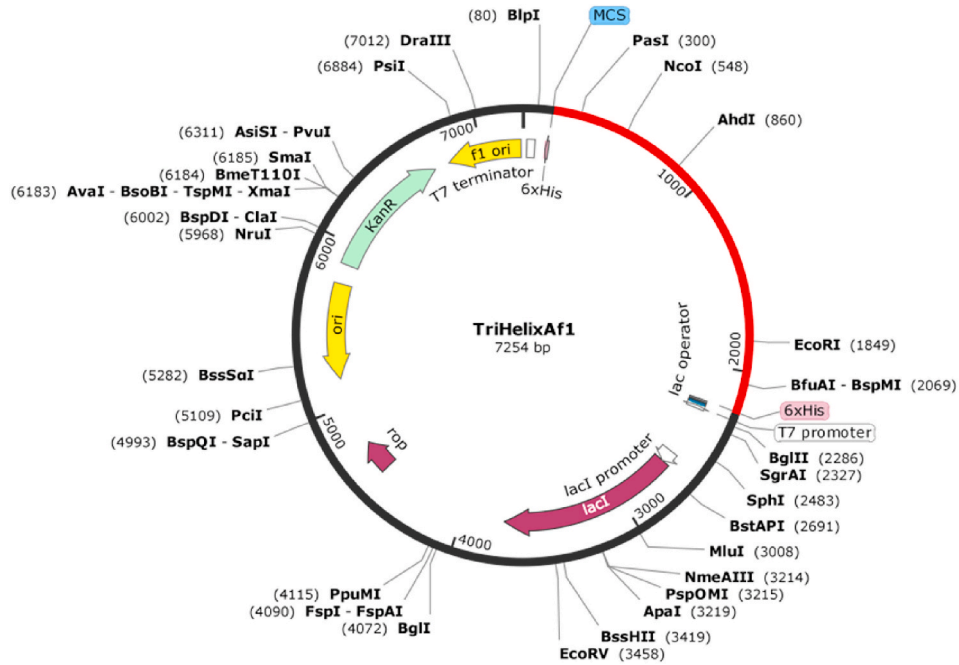 (80) BlpI
MCS
(7012) DraIII
PasI (300)
(6884) PsiI
NcoI (548)
AhdI (860)
(6311) AsiSI - PvuI
(6185) SmaI
(6184) BmeT110I
(6183) AvaI - BsoBI - TspMI - XmaI
(6002) BspDI - ClaI
(5968) NruI
7000
f1 ori
T7 terminator
6xHis
1000
KanR
6000
ori
TriHelixAf1
7254 bp
lac operator
2000
EcoRI (1849)
BfuAI - BspMI (2069)
6xHis
T7 promoter
BglII (2286)
SgrAI (2327)
SphI (2483)
BstAPI (2691)
(5282) BssSαI
(5109) PciI
(4993) BspQI - SapI
5000
rop
lacI promoter
lacI
3000
4000
MluI (3008)
NmeAIII (3214)
PspOMI (3215)
ApaI (3219)
BssHII (3419)
EcoRV (3458)
(4115) PpuMI
(4090) FspI - FspAI
(4072) BglI